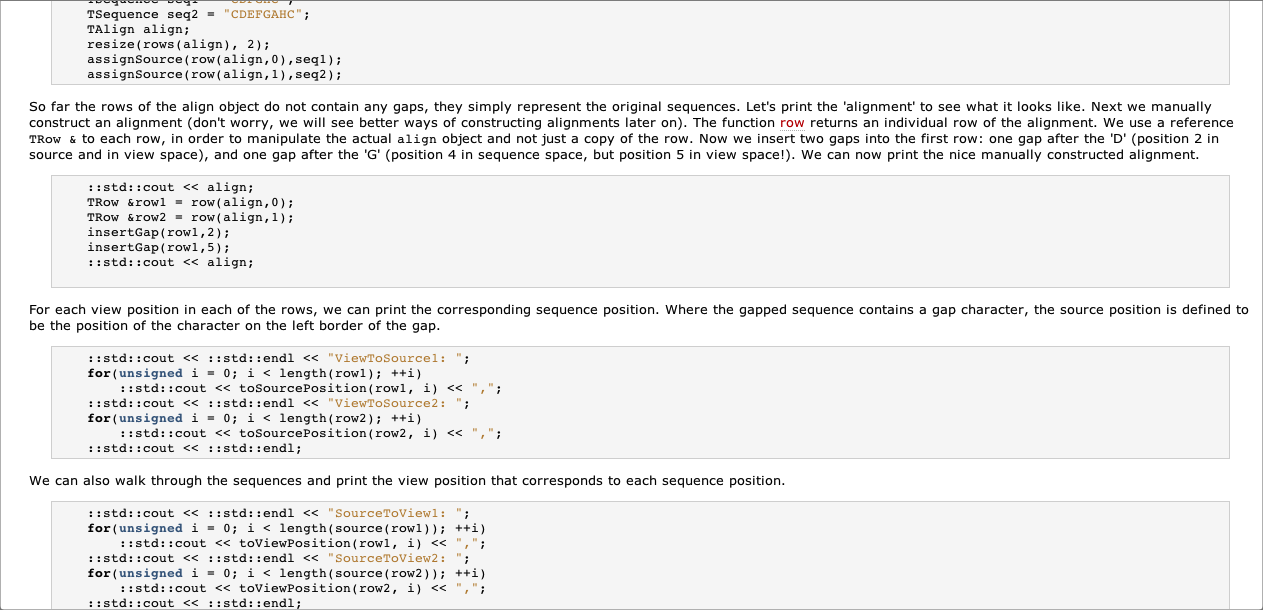 TSequence seq2 = "CDEFGAHC";
TAlign align;
resize(rows(align), 2);
assignSource(row(align,0),seq1);
assignSource(row(align,1),seq2);
So far the rows of the align object do not contain any gaps, they simply represent the original sequences. Let's print the 'alignment' to see what it looks like. Next we manually
construct an alignment (don't worry, we will see better ways of constructing alignments later on). The function row returns an individual row of the alignment. We use a reference
TRow & to each row, in order to manipulate the actual align object and not just a copy of the row. Now we insert two gaps into the first row: one gap after the 'D' (position 2 in
source and in view space), and one gap after the 'G' (position 4 in sequence space, but position 5 in view space!). We can now print the nice manually constructed alignment.
::std::cout << align;
TRow &row1 = row(align,0);
TRow &row2 = row(align,1);
insertGap(row1,2);
insertGap(row1,5);
::std::cout << align;
For each view position in each of the rows, we can print the corresponding sequence position. Where the gapped sequence contains a gap character, the source position is defined to
be the position of the character on the left border of the gap.
::std::cout << ::std::endl << "ViewToSource1: ";
for(unsigned i = 0; i < length(row1); ++i)
::std::cout << toSourcePosition(row1, i) << ",";
::std::cout << ::std::endl << "ViewToSource2: ";
for(unsigned i = 0; i < length(row2); ++i)
::std::cout << toSourcePosition(row2, i) << ",";
::std::cout << ::std::endl;
We can also walk through the sequences and print the view position that corresponds to each sequence position.
::std::cout << ::std::endl << "SourceToView1: ";
for(unsigned i = 0; i < length(source(row1)); ++i)
::std::cout << toViewPosition(row1, i) << ",";
::std::cout << ::std::endl << "SourceToView2: ";
for(unsigned i = 0; i < length(source(row2)); ++i)
::std::cout << toViewPosition(row2, i) << ",";
::std::cout << ::std::endl;